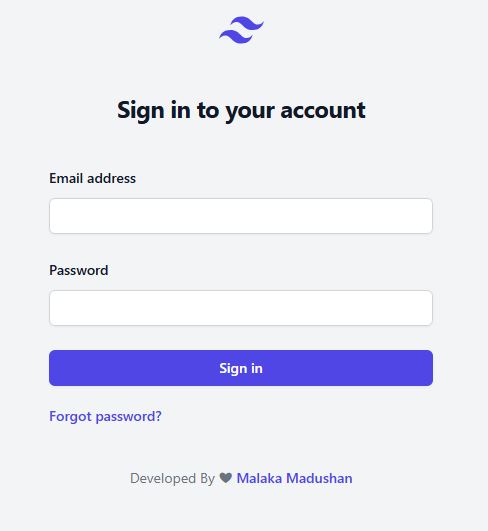 Sign in to your account
Email address
Password
Sign in
Forgot password?
Developed By ♥ Malaka Madushan